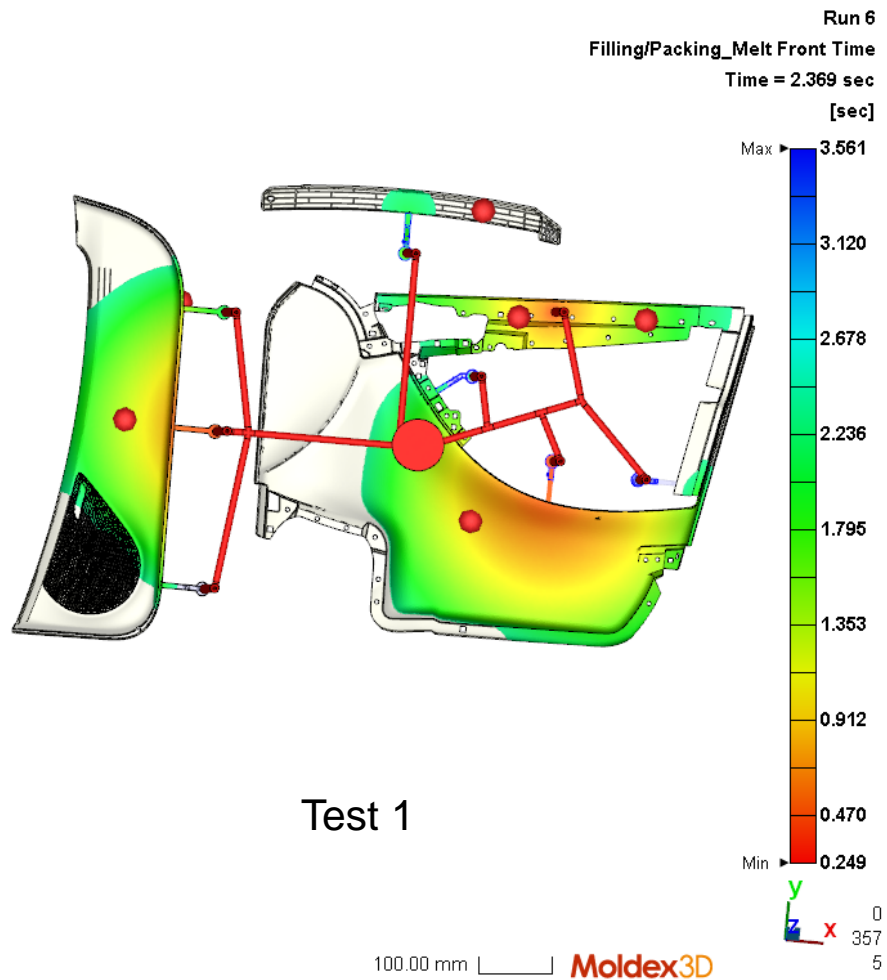 Run 6
Filling/Packing_Melt Front Time
Time = 2.369 sec
[sec]
Max
3.561
3.120
2.678
2.236
1.795
1.353
0.912
0.470
Min
0.249
Test 1
y
z
x
0
357
5
100.00 mm
Moldex3D